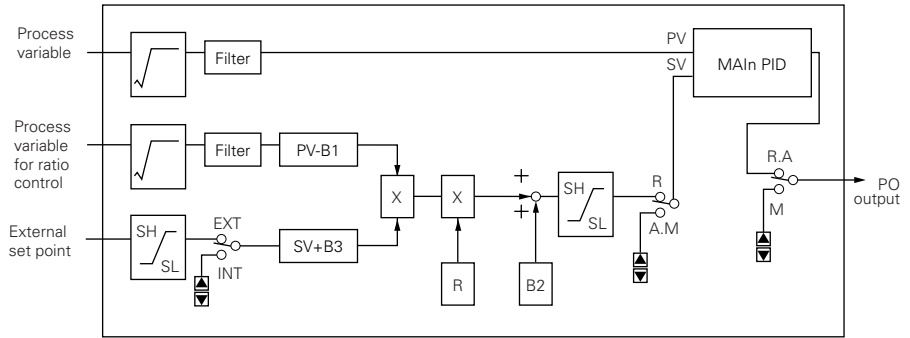 Process
variable
Filter
PV
SV
MAIn PID
Process
variable
for ratio
control
Filter
PV-B1
X
X
+
+
SH
SL
R
A.M
R.A
M
PO
output
External
set point
SH
SL
EXT
INT
SV+B3
R
B2